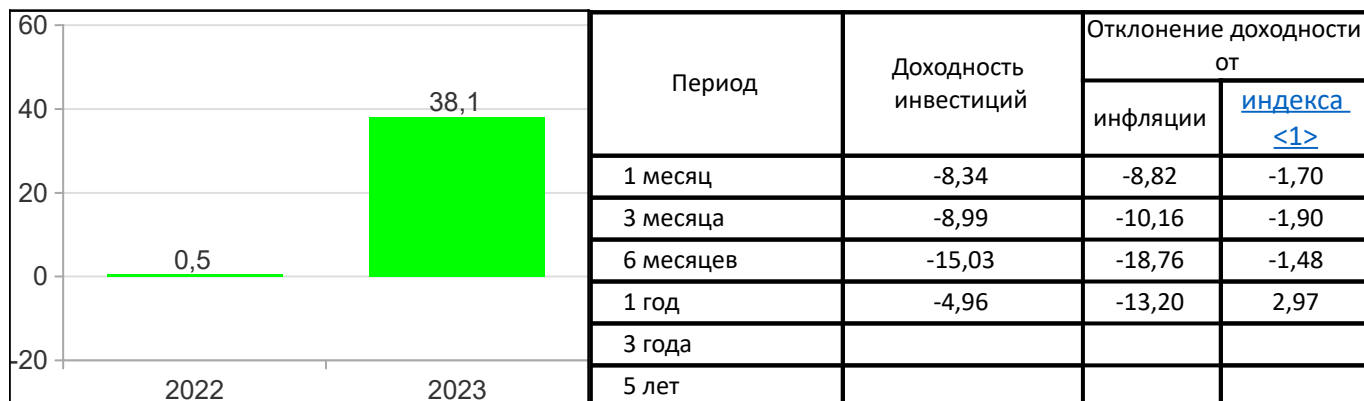 60
40
20
0
-20
0,5
38,1
2022
2023
Период
Доходность
инвестиций
Отклонение доходности
от
инфляции
индекса
<1>
1 месяц -8,34 -8,82 -1,70
3 месяца -8,99 -10,16 -1,90
6 месяцев -15,03 -18,76 -1,48
1 год -4,96 -13,20 2,97
3 года
5 лет